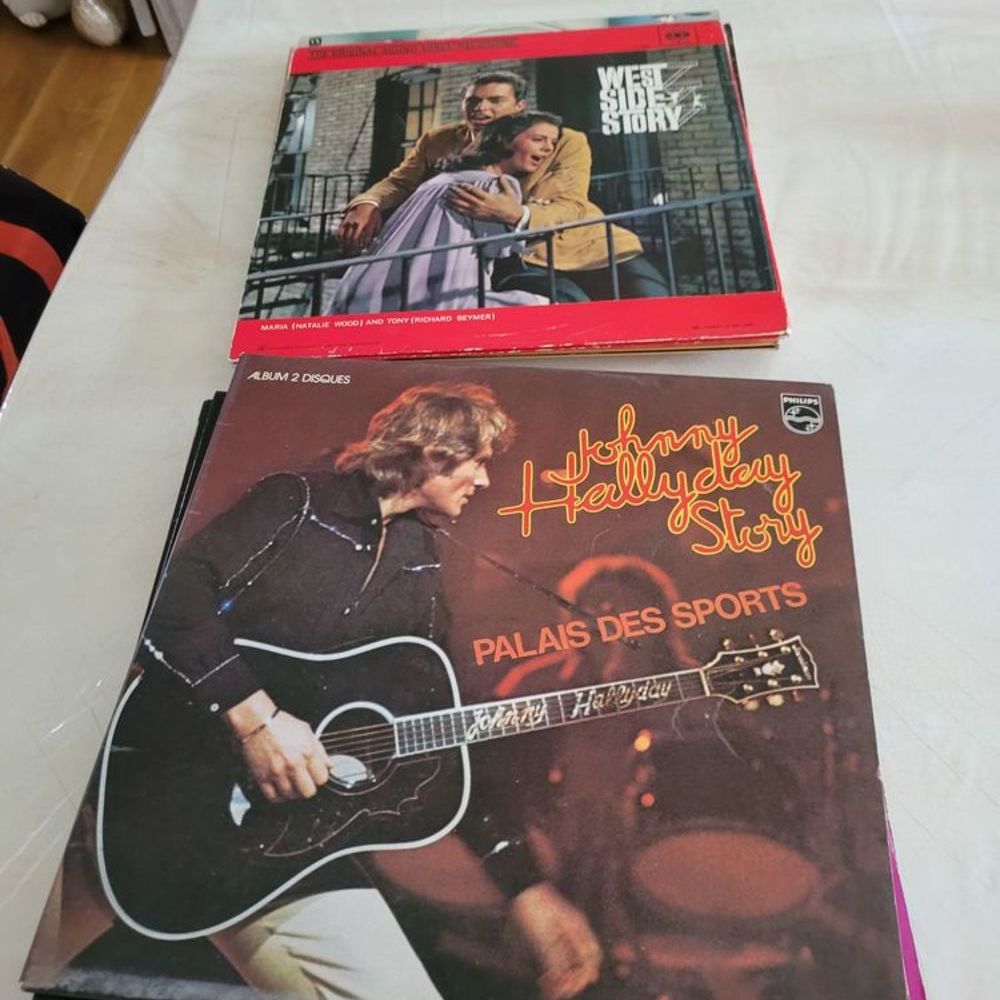 THE ORIGINAL SOUND TRACK RECORDING
CBS
WEST
SIDE
STORY
MARIA (NATALIE WOOD) AND TONY (RICHARD BEYMER)
ALBUM 2 DISQUES
PHILIPS
Johnny
Hallyday
Story
PALAIS DES SPORTS
Johnny Hallyday